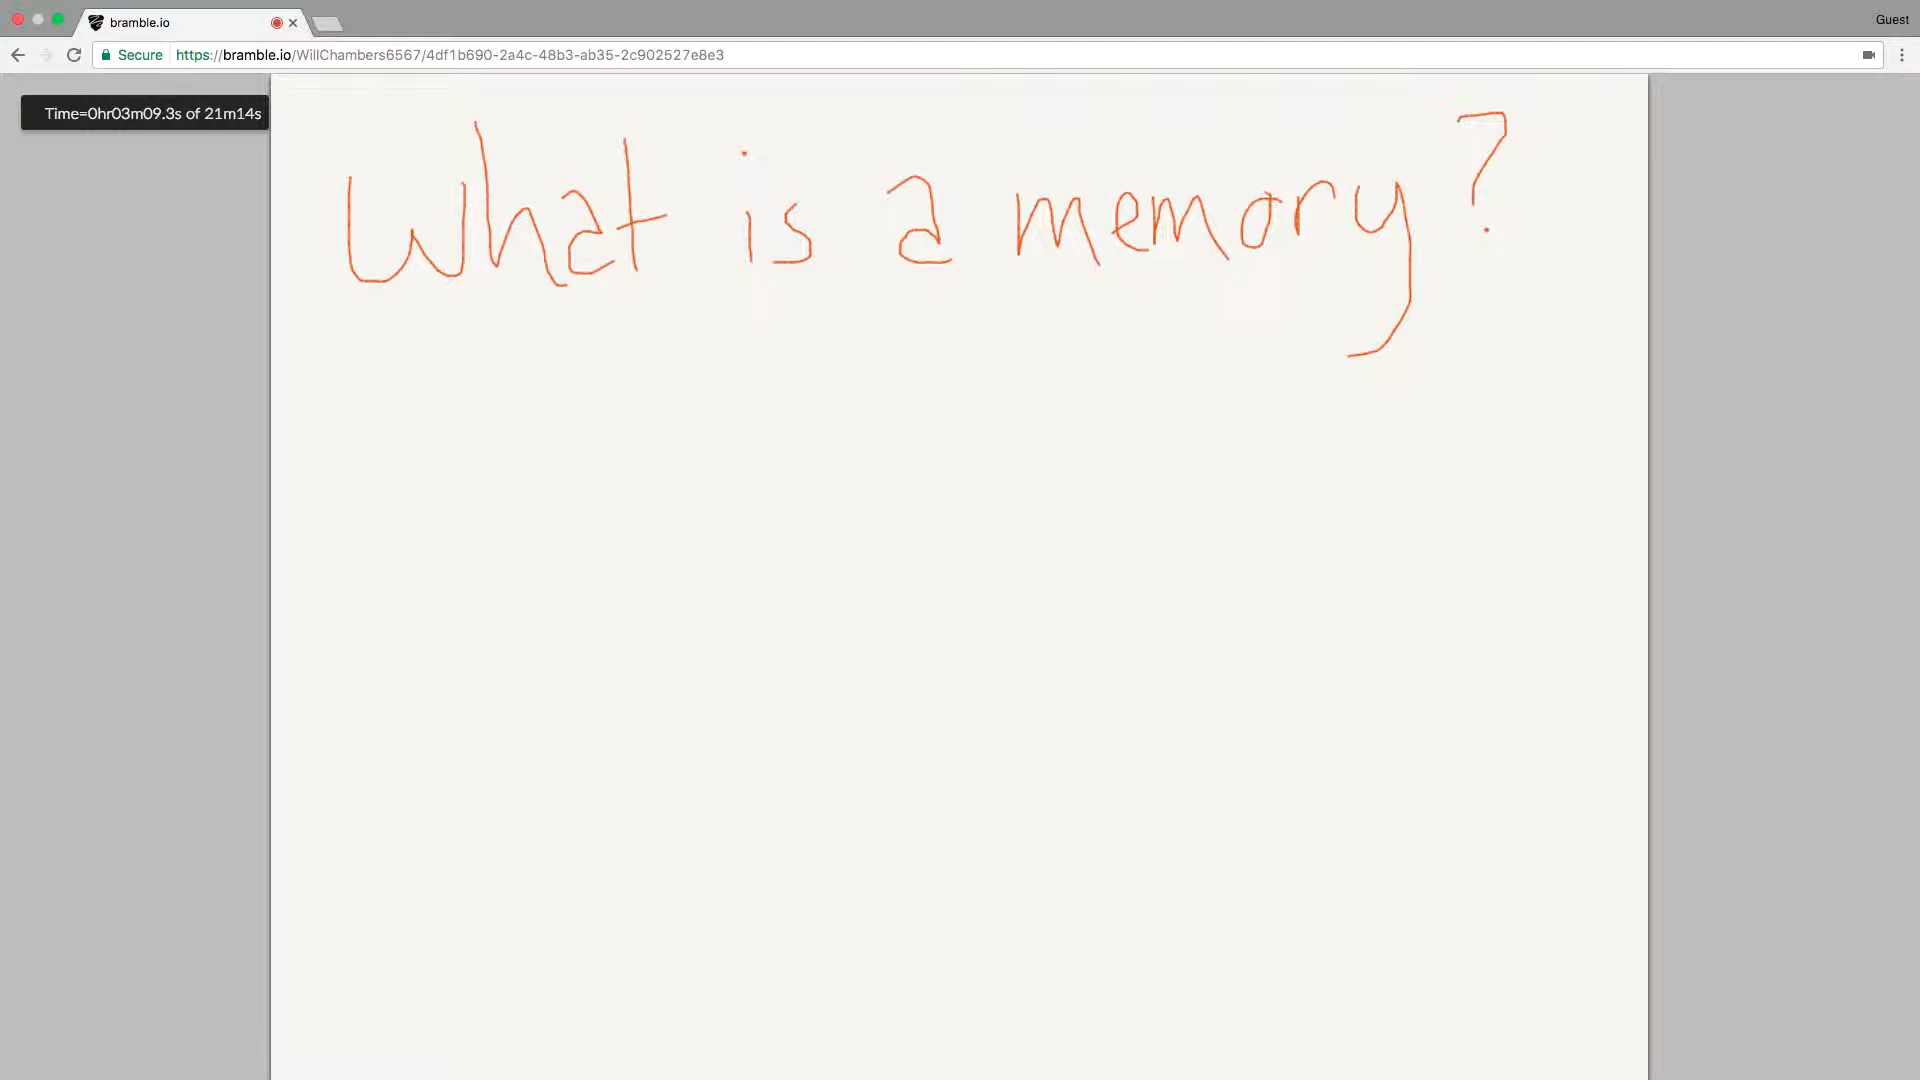 bramble.io
Guest
Secure https://bramble.io/WillChambers6567/4df1b690-2a4c-48b3-ab35-2c902527e8e3
Time=0hr03m09.3s of 21m14s
What is a memory?